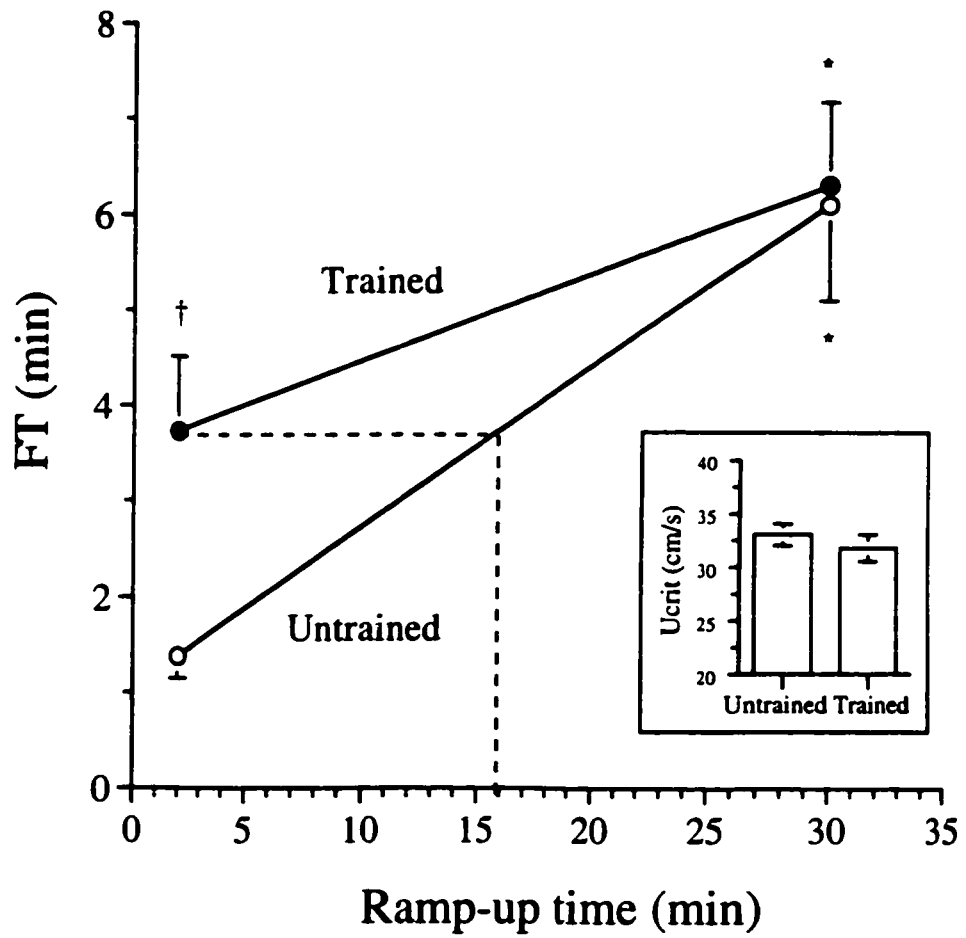 8
6
4
2
0
FT (min)
0 5 10 15 20 25 30 35
Ramp-up time (min)
Trained
Untrained
†
*
*
40
35
30
25
20
Ucrit (cm/s)
Untrained Trained